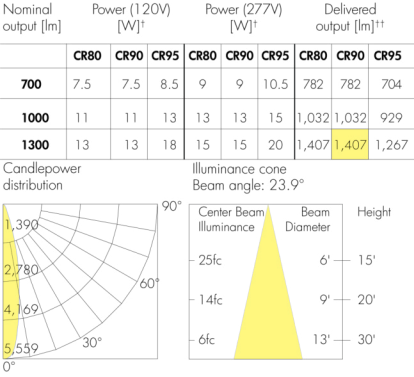 Nominal Power (120V) Power (277V) Delivered
output [lm] [W]† [W]† output [lm]††
CR80 CR90 CR95 CR80 CR90 CR95 CR80 CR90 CR95
700 7.5 7.5 8.5 9 9 10.5 782 782 704
1000 11 11 13 13 13 15 1,032 1,032 929
1300 13 13 18 15 15 20 1,407 1,407 1,267
Candlepower
distribution
90°
1,390
2,780
60°
4,169
30°
5,559
0°
Illuminance cone
Beam angle: 23.9°
Center Beam Beam Height
Illuminance Diameter
25fc 6' 15'
14fc 9' 20'
6fc 13' 30'